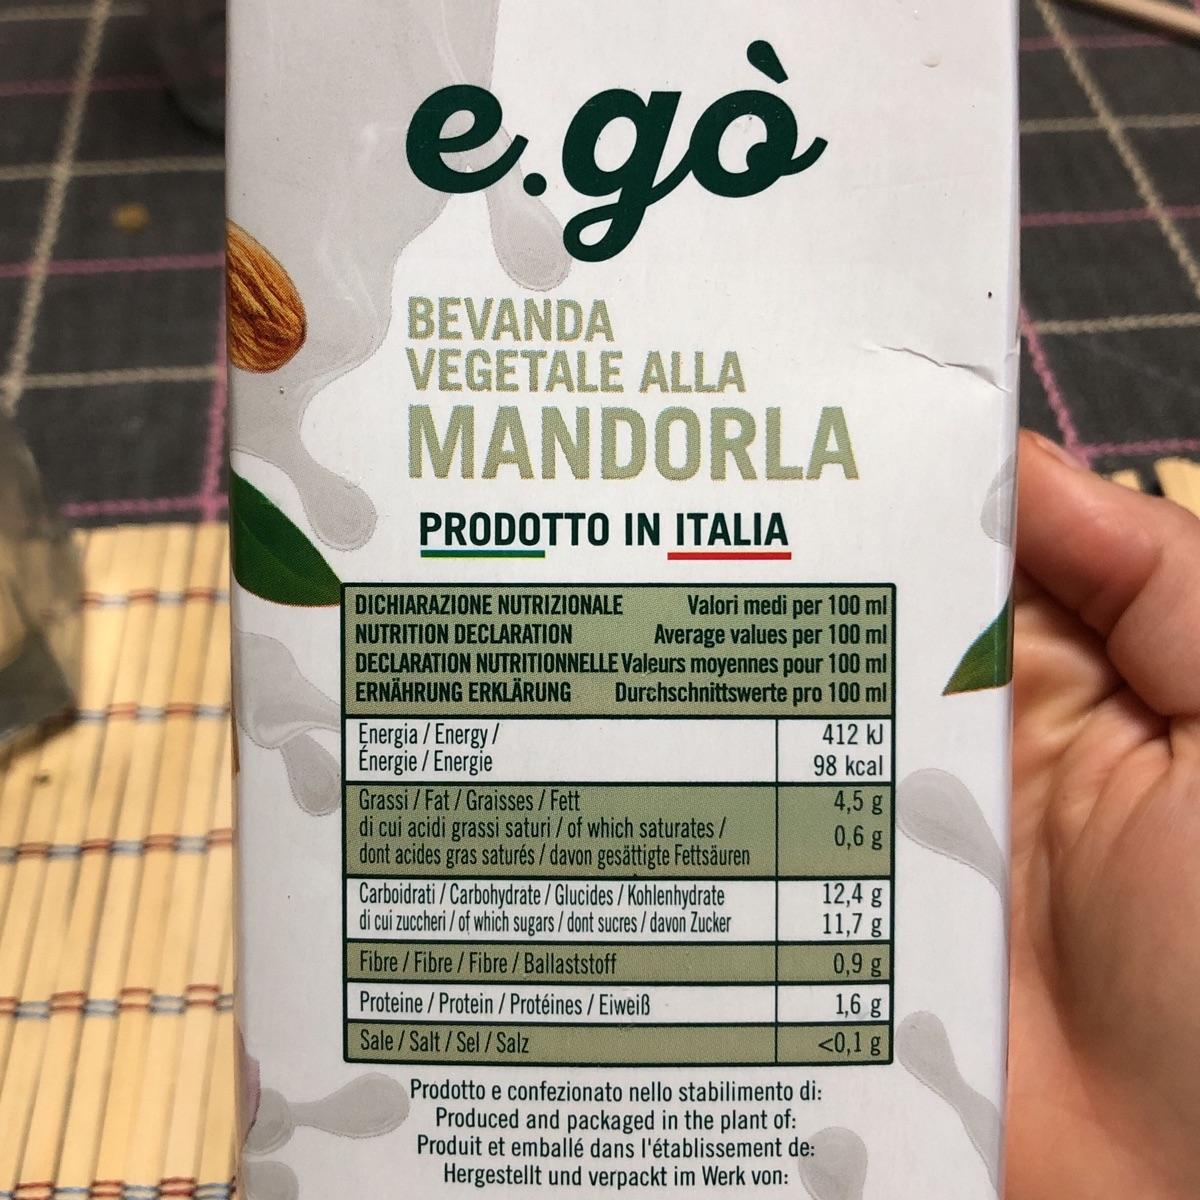 e.gò
BEVANDA
VEGETALE ALLA
MANDORLA
PRODOTTO IN ITALIA
DICHIARAZIONE NUTRIZIONALE Valori medi per 100 ml
NUTRITION DECLARATION Average values per 100 ml
DECLARATION NUTRITIONNELLE Valeurs moyennes pour 100 ml
ERNÄHRUNG ERKLÄRUNG Durchschnittswerte pro 100 ml
Energia / Energy / 412 kJ
Énergie / Energie 98 kcal
Grassi / Fat / Graisses / Fett 4,5 g
di cui acidi grassi saturi / of which saturates / 0,6 g
dont acides gras saturés / davon gesättigte Fettsäuren
Carboidrati / Carbohydrate / Glucides / Kohlenhydrate 12,4 g
di cui zuccheri / of which sugars / dont sucres / davon Zucker 11,7 g
Fibre / Fibre / Fibre / Ballaststoff 0,9 g
Proteine / Protein / Protéines / Eiweiß 1,6 g
Sale / Salt / Sel / Salz <0,1 g
Prodotto e confezionato nello stabilimento di:
Produced and packaged in the plant of:
Produit et emballé dans l'établissement de:
Hergestellt und verpackt im Werk von: